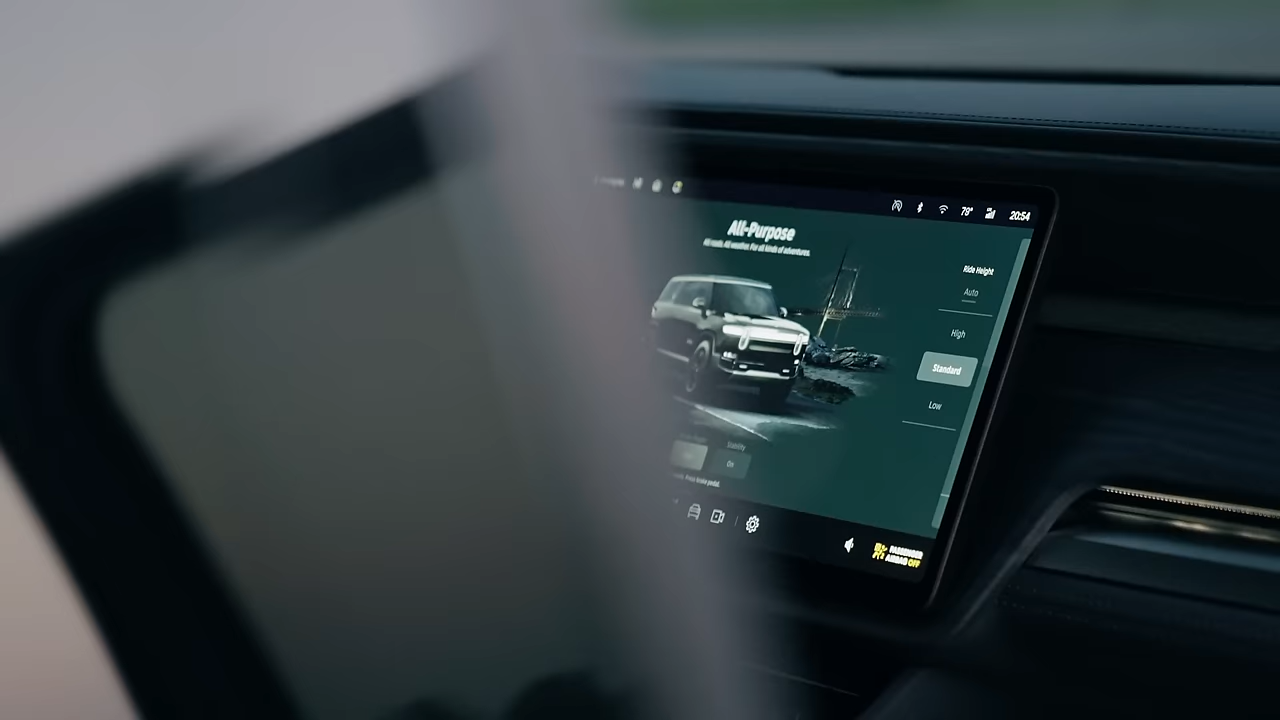 78° 20:54
All-Purpose
All roads. All weather. For all kinds of adventures.
Ride Height
Auto
High
Standard
Low
Stability
On
PASSENGER
AIRBAG OFF